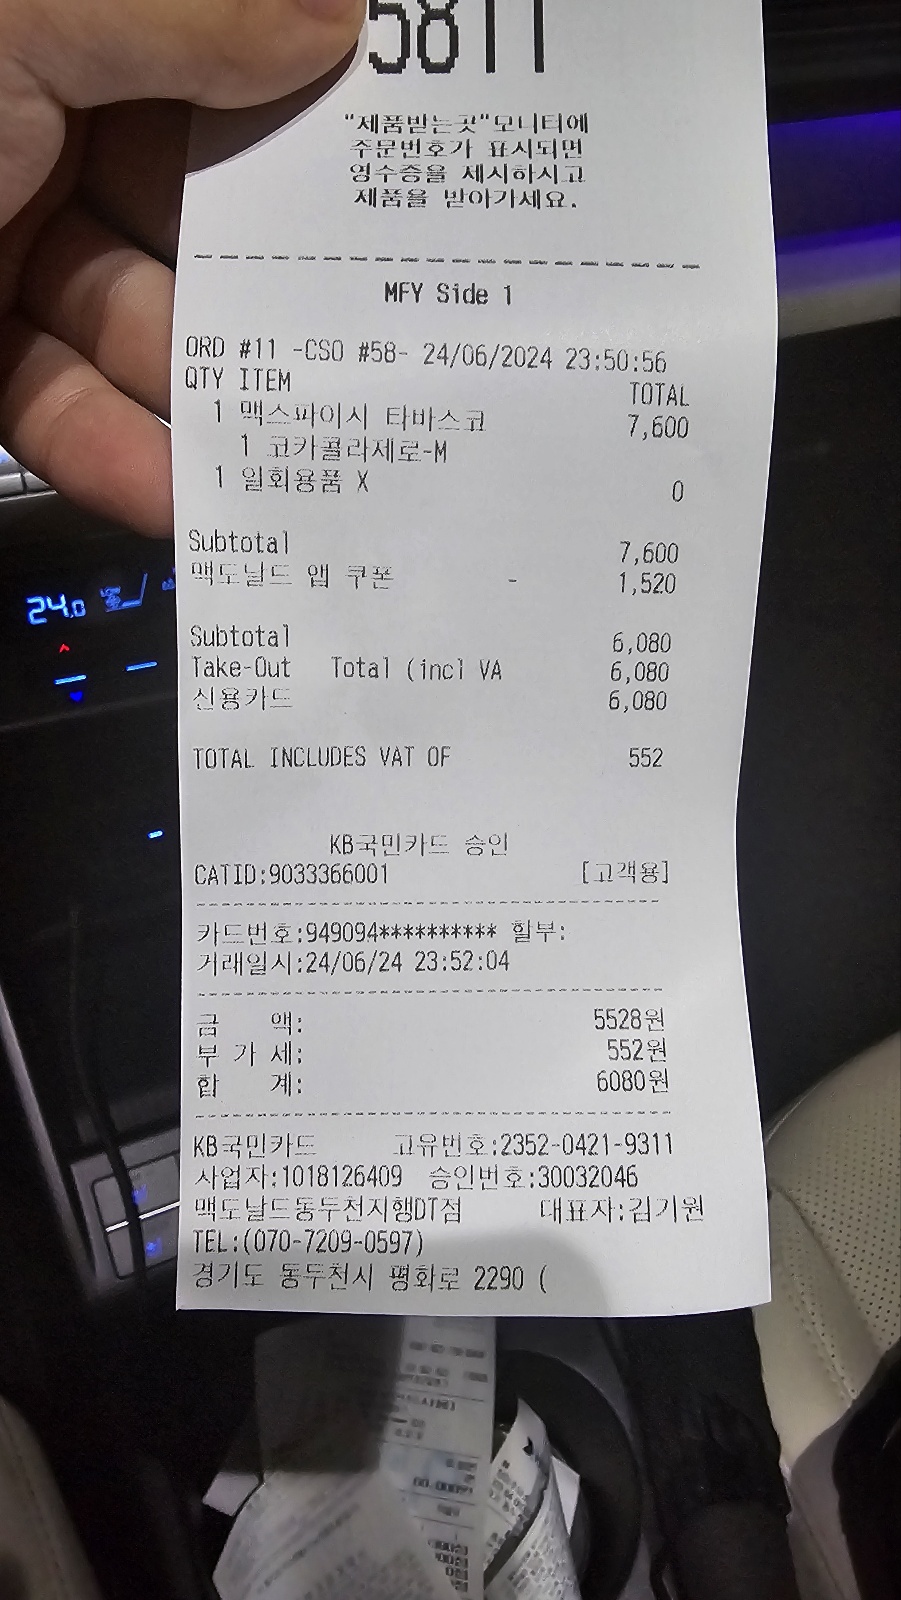 5811
"제품받는곳"모니터에
주문번호가 표시되면
영수증을 제시하시고
제품을 받아가세요.
MFY Side 1
ORD #11 -CSO #58- 24/06/2024 23:50:56
QTY ITEM TOTAL
1 맥스파이시 타바스코 7,600
1 코카콜라제로-M
1 일회용품 X 0
Subtotal 7,600
맥도날드 앱 쿠폰 - 1,520
Subtotal 6,080
Take-Out Total (incl VA 6,080
신용카드 6,080
TOTAL INCLUDES VAT OF 552
KB국민카드 승인
CATID:9033366001 [고객용]
카드번호:949094********** 할부:
거래일시:24/06/24 23:52:04
금 액: 5528원
부 가 세: 552원
합 계: 6080원
KB국민카드 고유번호:2352-0421-9311
사업자:1018126409 승인번호:30032046
맥도날드동두천지행DT점 대표자:김기원
TEL:(070-7209-0597)
경기도 동두천시 평화로 2290 (
24.0